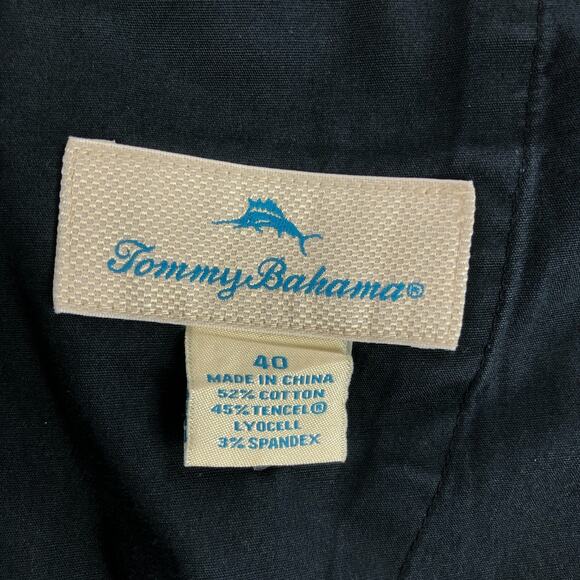 Tommy Bahama®
40
MADE IN CHINA
52% COTTON
45% TENCEL®
LYOCELL
3% SPANDEX